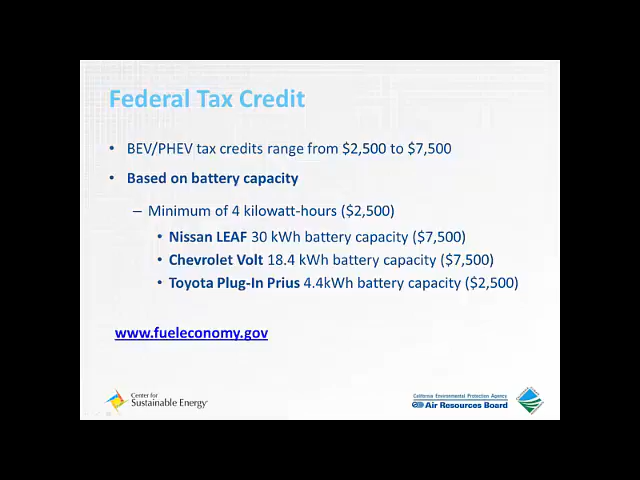 Federal Tax Credit
• BEV/PHEV tax credits range from $2,500 to $7,500
• Based on battery capacity
– Minimum of 4 kilowatt-hours ($2,500)
• Nissan LEAF 30 kWh battery capacity ($7,500)
• Chevrolet Volt 18.4 kWh battery capacity ($7,500)
• Toyota Plug-In Prius 4.4kWh battery capacity ($2,500)
www.fueleconomy.gov
Center for
Sustainable Energy
California Environmental Protection Agency
Air Resources Board